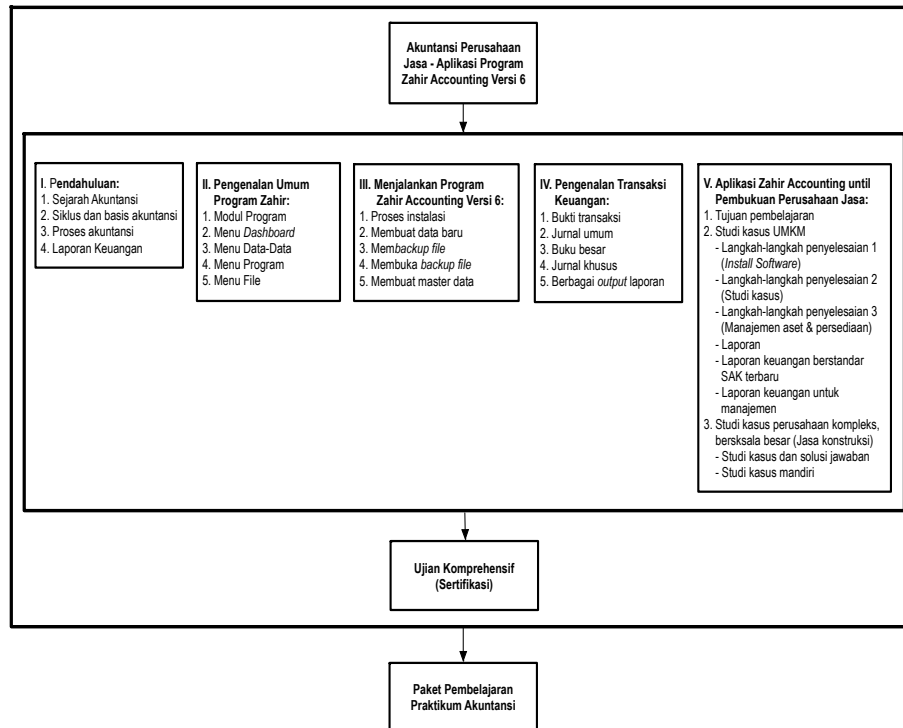 Akuntansi Perusahaan
Jasa - Aplikasi Program
Zahir Accounting Versi 6
I. Pendahuluan:
1. Sejarah Akuntansi
2. Siklus dan basis akuntansi
3. Proses akuntansi
4. Laporan Keuangan
II. Pengenalan Umum
Program Zahir:
1. Modul Program
2. Menu Dashboard
3. Menu Data-Data
4. Menu Program
5. Menu File
III. Menjalankan Program
Zahir Accounting Versi 6:
1. Proses instalasi
2. Membuat data baru
3. Membackup file
4. Membuka backup file
5. Membuat master data
IV. Pengenalan Transaksi
Keuangan:
1. Bukti transaksi
2. Jurnal umum
3. Buku besar
4. Jurnal khusus
5. Berbagai output laporan
V. Aplikasi Zahir Accounting until
Pembukuan Perusahaan Jasa:
1. Tujuan pembelajaran
2. Studi kasus UMKM
- Langkah-langkah penyelesaian 1
(Install Software)
- Langkah-langkah penyelesaian 2
(Studi kasus)
- Langkah-langkah penyelesaian 3
(Manajemen aset & persediaan)
- Laporan
- Laporan keuangan berstandar
SAK terbaru
- Laporan keuangan untuk
manajemen
3. Studi kasus perusahaan kompleks,
bersksala besar (Jasa konstruksi)
- Studi kasus dan solusi jawaban
- Studi kasus mandiri
Ujian Komprehensif
(Sertifikasi)
Paket Pembelajaran
Praktikum Akuntansi